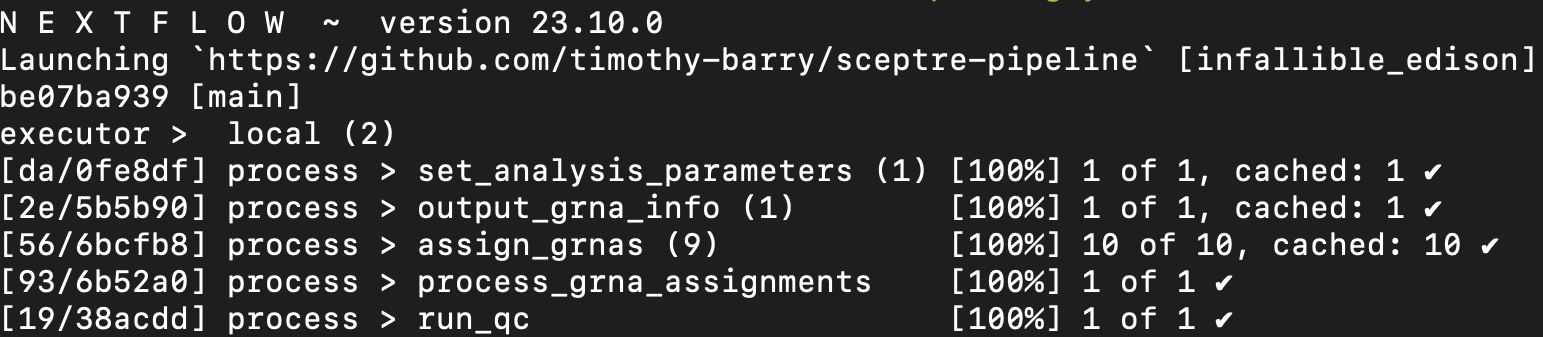 N E X T F L O W  ~  version 23.10.0
Launching `https://github.com/timothy-barry/sceptre-pipeline` [infallible_edison]
be07ba939 [main]
executor >  local (2)
[da/0fe8df] process > set_analysis_parameters (1) [100%] 1 of 1, cached: 1 ✔
[2e/5b5b90] process > output_grna_info (1)        [100%] 1 of 1, cached: 1 ✔
[56/6bcfb8] process > assign_grnas (9)            [100%] 10 of 10, cached: 10 ✔
[93/6b52a0] process > process_grna_assignments    [100%] 1 of 1 ✔
[19/38acdd] process > run_qc                      [100%] 1 of 1 ✔